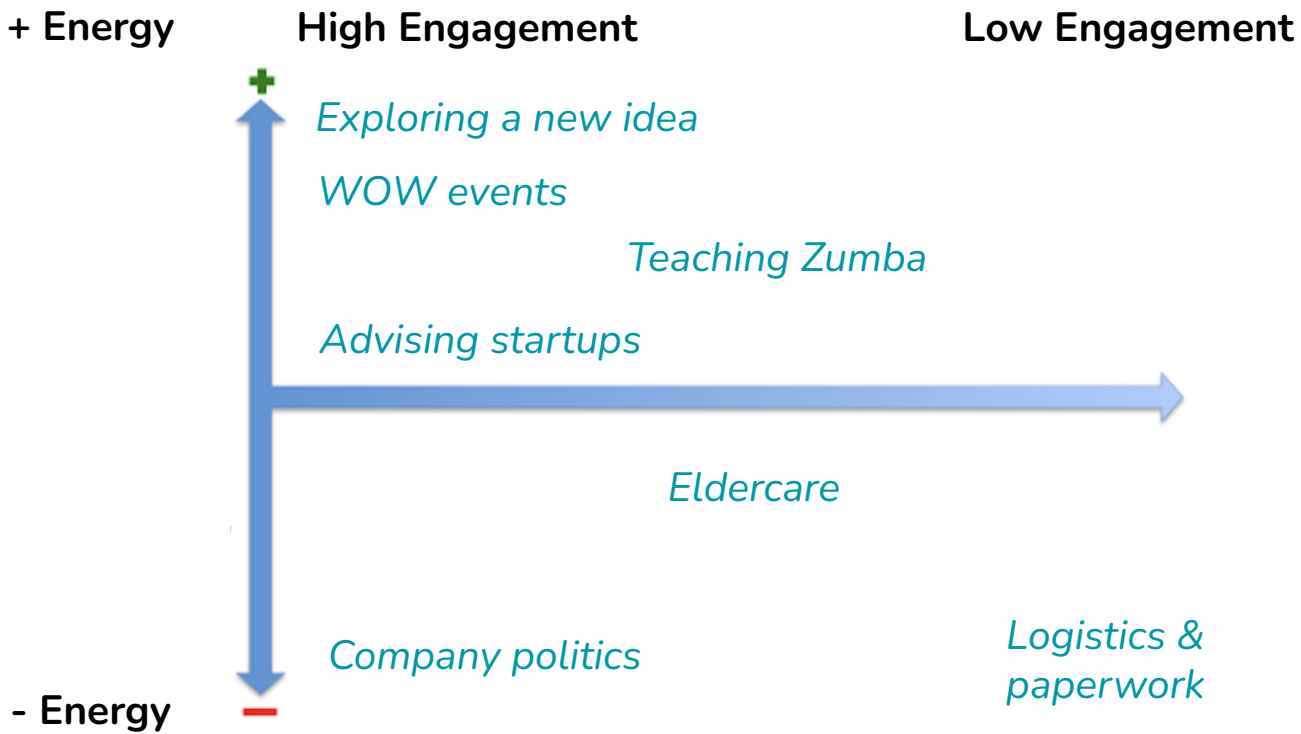 + Energy
High Engagement
Low Engagement
Exploring a new idea
WOW events
Teaching Zumba
Advising startups
Eldercare
Company politics
Logistics &
paperwork
- Energy